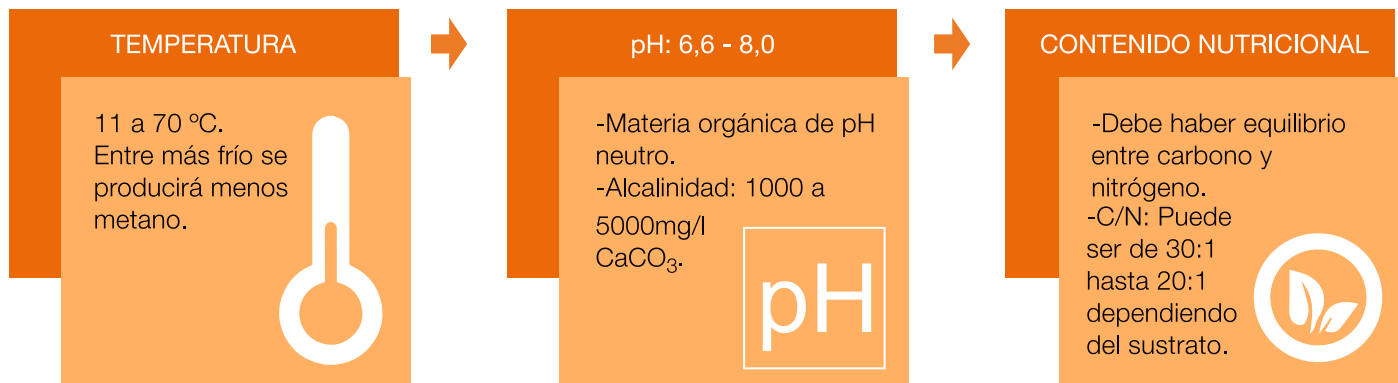 TEMPERATURA
11 a 70 ºC.
Entre más frío se
producirá menos
metano.
pH: 6,6 - 8,0
-Materia orgánica de pH
neutro.
-Alcalinidad: 1000 a
5000mg/l
CaCO₃.
pH
CONTENIDO NUTRICIONAL
-Debe haber equilibrio
entre carbono y
nitrógeno.
-C/N: Puede
ser de 30:1
hasta 20:1
dependiendo
del sustrato.